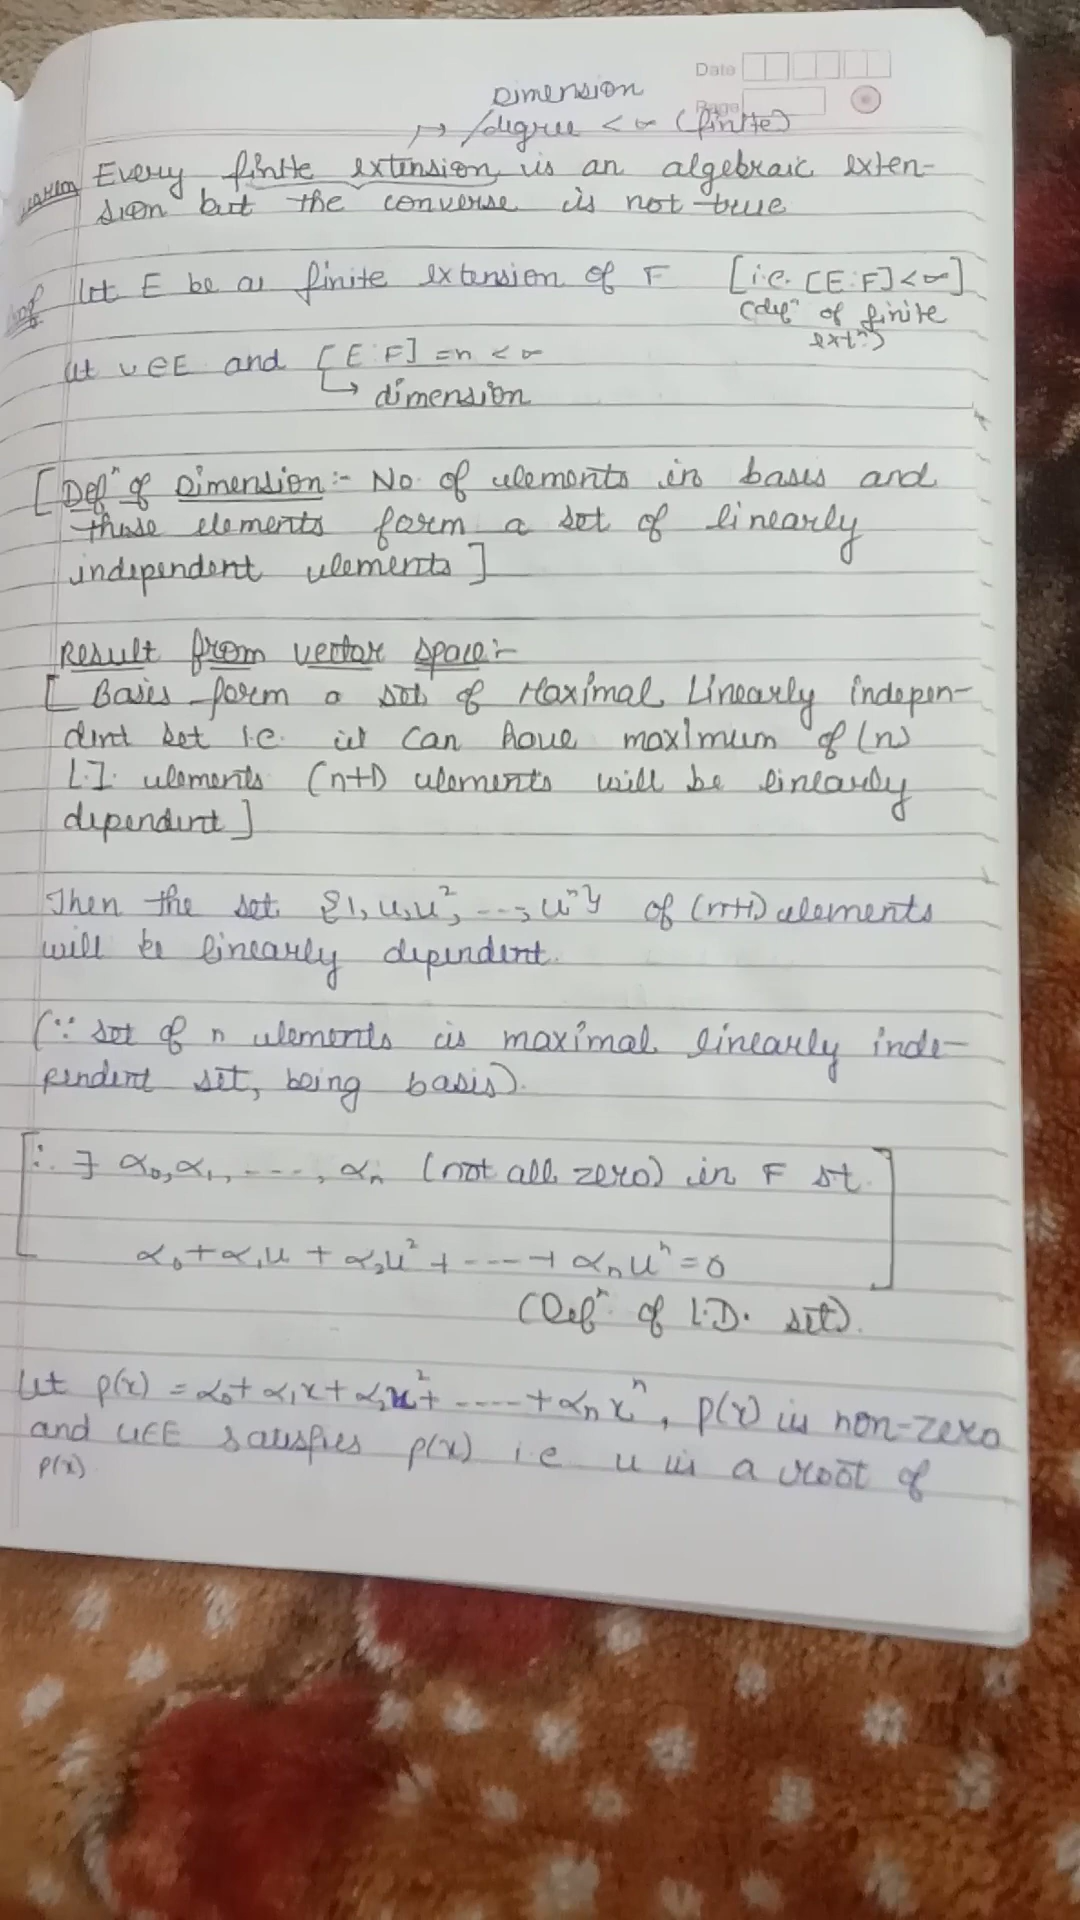 Date
Page
Dimension
↦ /degree < ∞ (finite)
Every finite extension is an algebraic exten-
sion but the converse is not true
Let E be a finite extension of F [i.e. [E:F] < ∞]
(defⁿ of finite
extⁿ)
Let u ∈ E and [E:F] = n < ∞
↳ dimension
[Defⁿ of Dimension:- No. of elements in basis and
these elements form a set of linearly
independent elements]
Result from vector space:-
[Basis form a set of Maximal Linearly indepen-
dent set i.e. it can have maximum of (n)
L.I. elements (n+1) elements will be linearly
dependent]
Then the set {1, u, u², ..., uⁿ} of (n+1) elements
will be linearly dependent.
(∵ set of n elements is maximal linearly inde-
pendent set, being basis).
[∴ ∃ α₀, α₁, ----, αₙ (not all zero) in F st.
α₀ + α₁u + α₂u² + ---- + αₙuⁿ = 0]
(Defⁿ of L.D. set).
Let p(x) = α₀ + α₁x + α₂x² + ..... + αₙxⁿ, p(x) is non-zero
and u∈E satisfies p(x) i.e u is a root of
p(x)